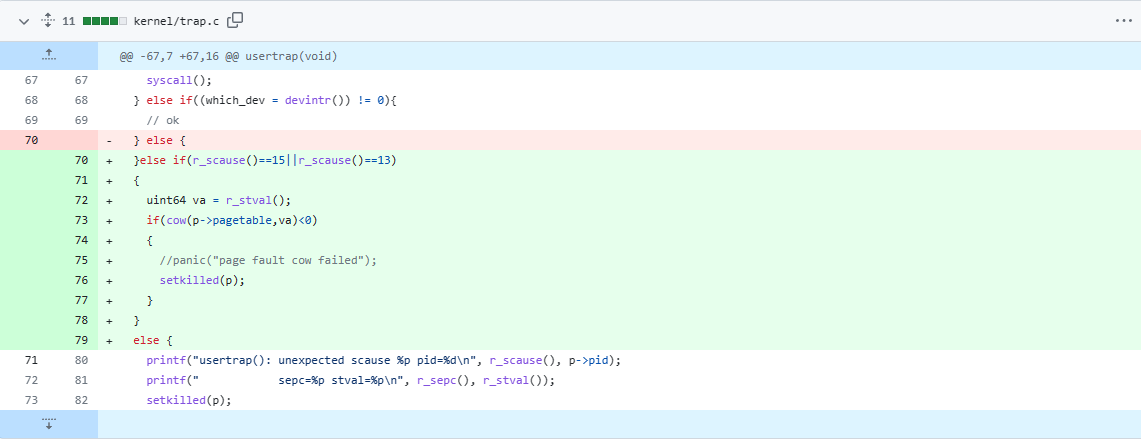 11 kernel/trap.c
@@ -67,7 +67,16 @@ usertrap(void)
67 67 syscall();
68 68 } else if((which_dev = devintr()) != 0){
69 69 // ok
70 - } else {
70 + }else if(r_scause()==15||r_scause()==13)
71 + {
72 + uint64 va = r_stval();
73 + if(cow(p->pagetable,va)<0)
74 + {
75 + //panic("page fault cow failed");
76 + setkilled(p);
77 + }
78 + }
79 + else {
71 80 printf("usertrap(): unexpected scause %p pid=%d\n", r_scause(), p->pid);
72 81 printf("            sepc=%p stval=%p\n", r_sepc(), r_stval());
73 82 setkilled(p);